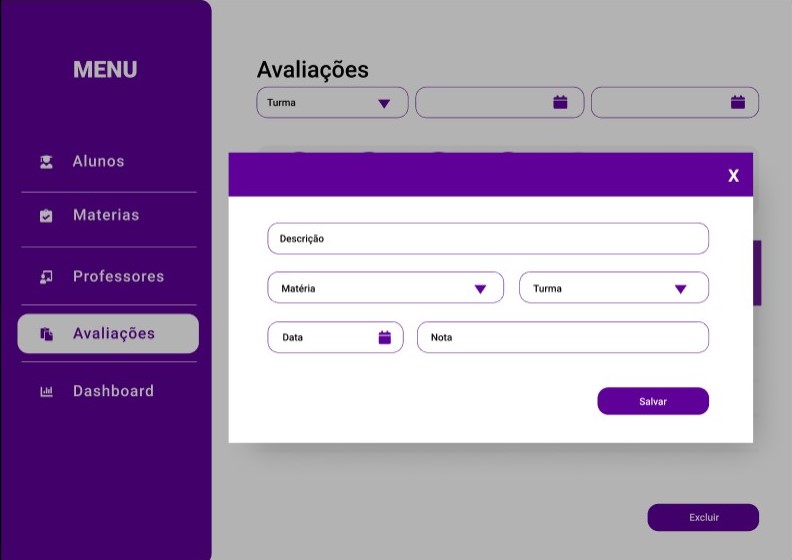 MENU
Alunos
Materias
Professores
Avaliações
Dashboard
Avaliações
Turma
X
Descrição
Matéria
Turma
Data
Nota
Salvar
Excluir